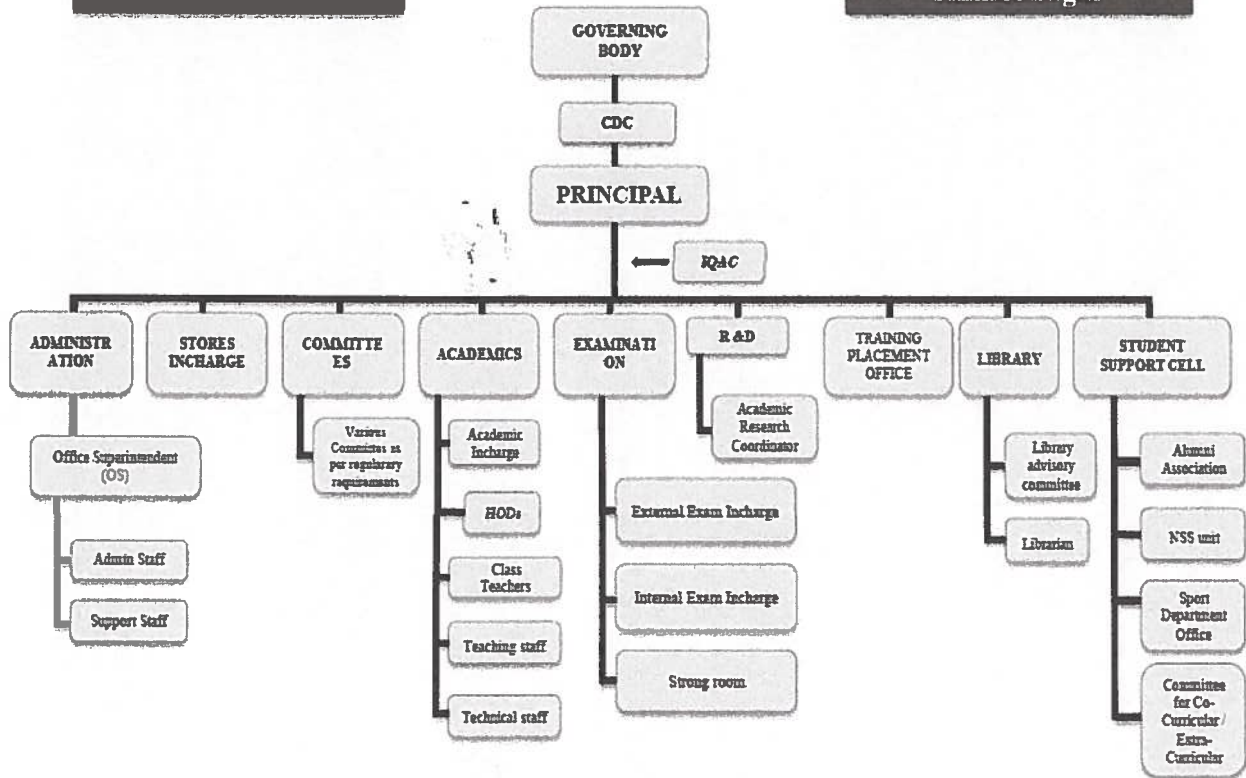 GOVERNING
BODY
CDC
PRINCIPAL
IQAC
ADMINISTR
ATION
STORES
INCHARGE
COMMITTE
ES
ACADEMICS
EXAMINATI
ON
R &D
TRAINING
PLACEMENT
OFFICE
LIBRARY
STUDENT
SUPPORT CELL
Office Superintendent
(OS)
Admin Staff
Support Staff
Various
Committes as
per regularary
requirements
Academic
Incharge
HODs
Class
Teachers
Teaching staff
Technical staff
External Exam Incharge
Internal Exam Incharge
Strong room
Academic
Research
Coordinator
Library
advisory
committee
Librarian
Alumni
Association
NSS unit
Sport
Department
Office
Committee
for Co-
Curricular /
Extra-
Curricular